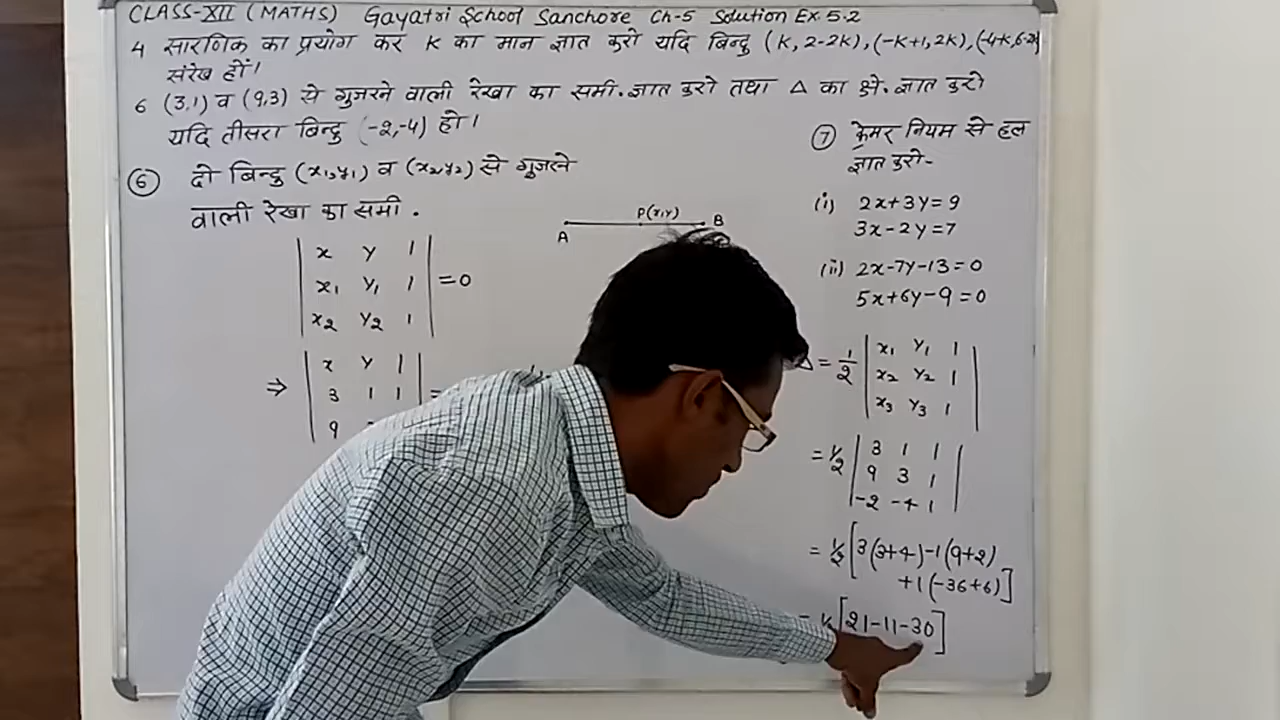 CLASS-XII (MATHS) Gayatri School Sanchore Ch-5 Solution Ex. 5.2
4 सारणिक का प्रयोग कर K का मान ज्ञात करो यदि बिन्दु (K, 2-2K), (-K+1, 2K), (-4-K, 6-2K)
संरेख हों।
6 (3,1) व (9,3) से गुजरने वाली रेखा का समी. ज्ञात करो तथा Δ का क्षे. ज्ञात करो
यदि तीसरा बिन्दु (-2,-4) हो।
⑥ दो बिन्दु (x₁,y₁) व (x₂,y₂) से गुजरने
वाली रेखा का समी.
| x y 1 |
| x₁ y₁ 1 | =0
| x₂ y₂ 1 |
⇒ | x y 1 |
| 3 1 1 | =
| 9
A P(x,y) B
⑦ क्रेमर नियम से हल
ज्ञात करो-
(i) 2x+3y=9
3x-2y=7
(ii) 2x-7y-13=0
5x+6y-9=0
Δ = 1/2 | x₁ y₁ 1 |
| x₂ y₂ 1 |
| x₃ y₃ 1 |
= 1/2 | 3 1 1 |
| 9 3 1 |
| -2 -4 1 |
= 1/2 [3(3+4)-1(9+2)
+1(-36+6)]
= 1/2 [21-11-30]